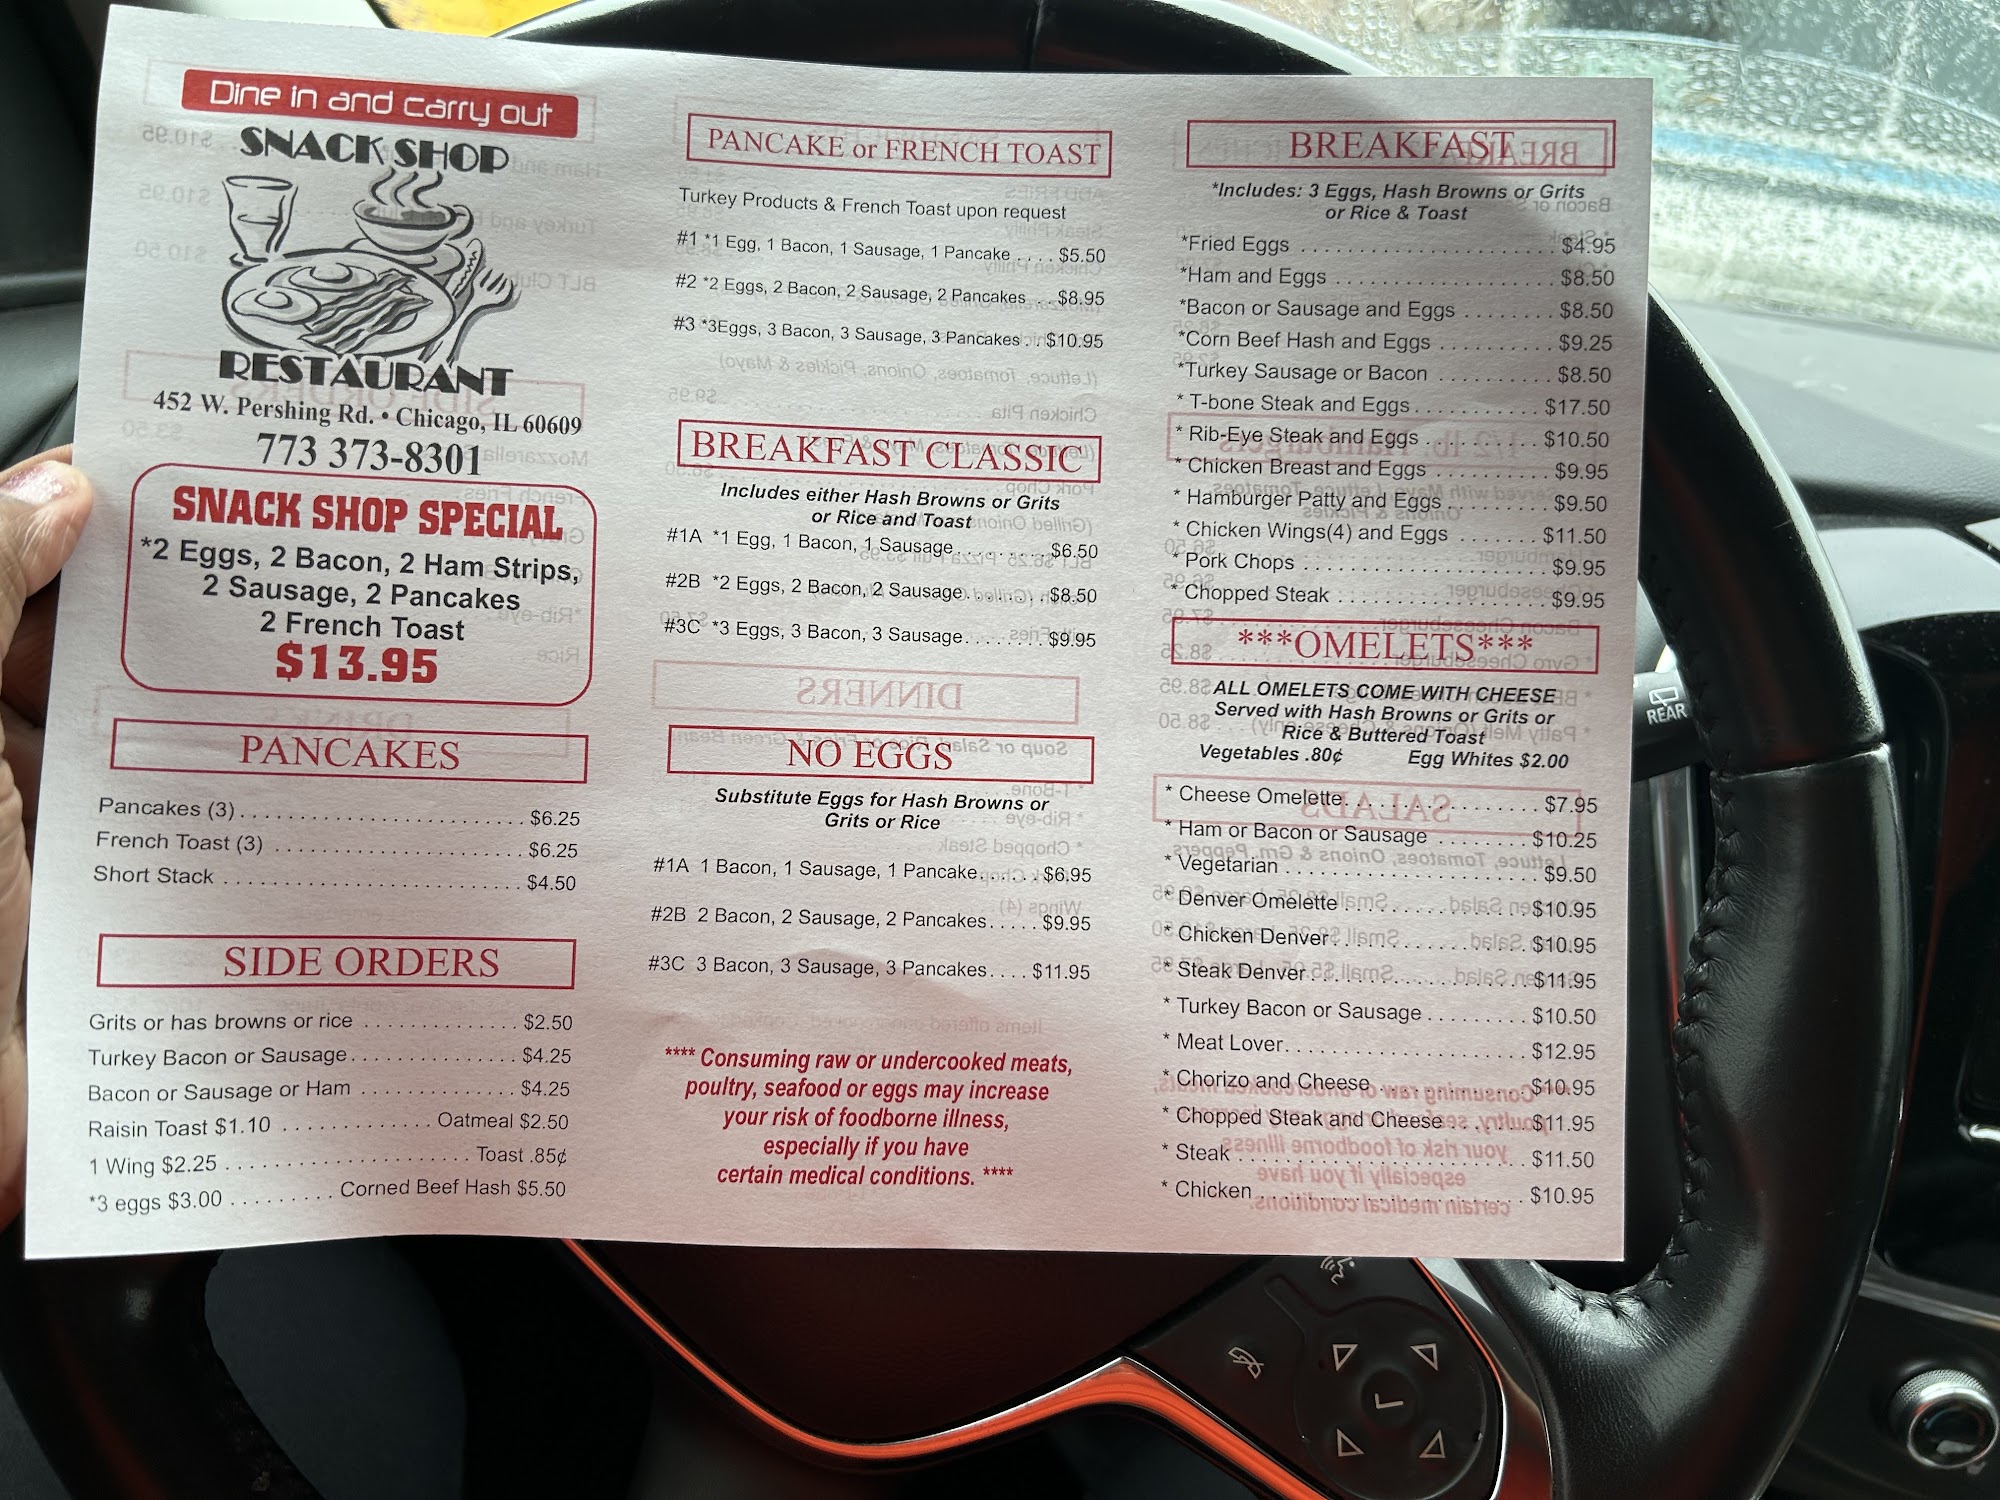 Dine in and carry out
SNACK SHOP
RESTAURANT
452 W. Pershing Rd. • Chicago, IL 60609
773 373-8301
SNACK SHOP SPECIAL
*2 Eggs, 2 Bacon, 2 Ham Strips,
2 Sausage, 2 Pancakes
2 French Toast
$13.95
PANCAKES
Pancakes (3) $6.25
French Toast (3) $6.25
Short Stack $4.50
SIDE ORDERS
Grits or has browns or rice $2.50
Turkey Bacon or Sausage $4.25
Bacon or Sausage or Ham $4.25
Raisin Toast $1.10 Oatmeal $2.50
1 Wing $2.25 Toast .85¢
*3 eggs $3.00 Corned Beef Hash $5.50
PANCAKE or FRENCH TOAST
Turkey Products & French Toast upon request
#1 *1 Egg, 1 Bacon, 1 Sausage, 1 Pancake $5.50
#2 *2 Eggs, 2 Bacon, 2 Sausage, 2 Pancakes $8.95
#3 *3Eggs, 3 Bacon, 3 Sausage, 3 Pancakes $10.95
BREAKFAST CLASSIC
Includes either Hash Browns or Grits
or Rice and Toast
#1A *1 Egg, 1 Bacon, 1 Sausage $6.50
#2B *2 Eggs, 2 Bacon, 2 Sausage $8.50
#3C *3 Eggs, 3 Bacon, 3 Sausage $9.95
NO EGGS
Substitute Eggs for Hash Browns or
Grits or Rice
#1A 1 Bacon, 1 Sausage, 1 Pancake $6.95
#2B 2 Bacon, 2 Sausage, 2 Pancakes $9.95
#3C 3 Bacon, 3 Sausage, 3 Pancakes $11.95
**** Consuming raw or undercooked meats,
poultry, seafood or eggs may increase
your risk of foodborne illness,
especially if you have
certain medical conditions. ****
BREAKFAST
*Includes: 3 Eggs, Hash Browns or Grits
or Rice & Toast
*Fried Eggs $4.95
*Ham and Eggs $8.50
*Bacon or Sausage and Eggs $8.50
*Corn Beef Hash and Eggs $9.25
*Turkey Sausage or Bacon $8.50
* T-bone Steak and Eggs $17.50
* Rib-Eye Steak and Eggs $10.50
* Chicken Breast and Eggs $9.95
* Hamburger Patty and Eggs $9.50
* Chicken Wings(4) and Eggs $11.50
* Pork Chops $9.95
* Chopped Steak $9.95
***OMELETS***
ALL OMELETS COME WITH CHEESE
Served with Hash Browns or Grits or
Rice & Buttered Toast
Vegetables .80¢ Egg Whites $2.00
* Cheese Omelette $7.95
* Ham or Bacon or Sausage $10.25
* Vegetarian $9.50
* Denver Omelette $10.95
* Chicken Denver $10.95
* Steak Denver $11.95
* Turkey Bacon or Sausage $10.50
* Meat Lover $12.95
* Chorizo and Cheese $10.95
* Chopped Steak and Cheese $11.95
* Steak $11.50
* Chicken $10.95
REAR